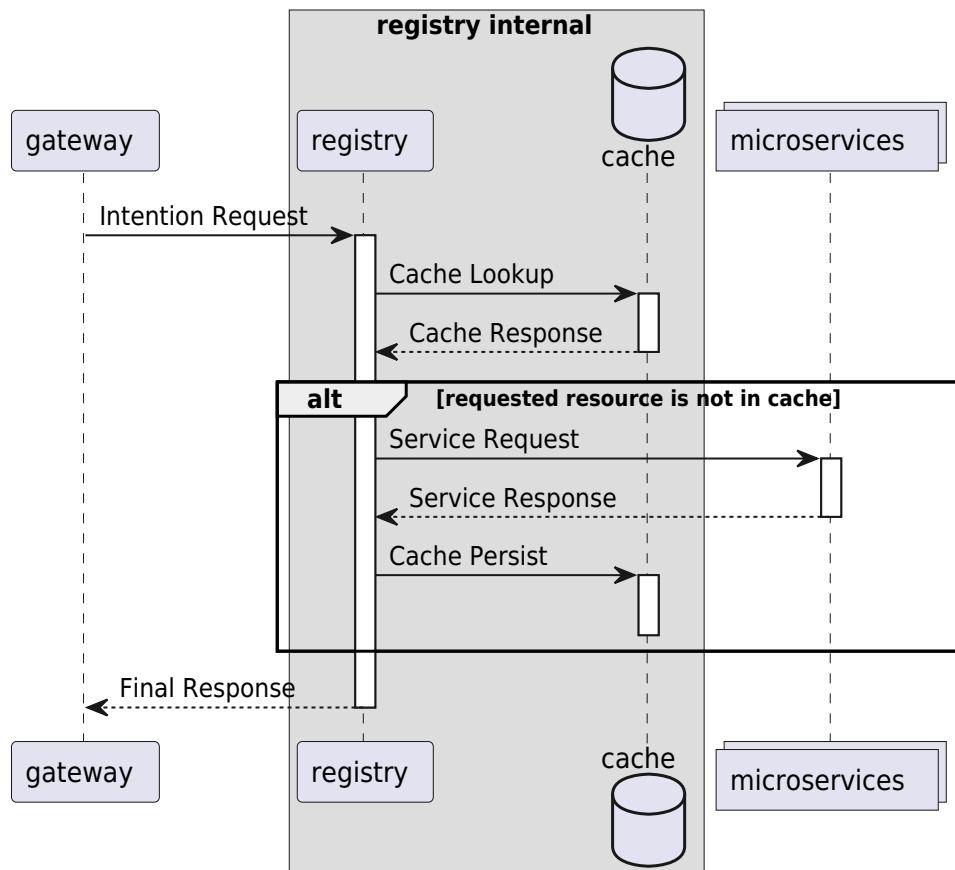 registry internal
gateway
registry
cache
microservices
Intention Request
Cache Lookup
Cache Response
alt
[requested resource is not in cache]
Service Request
Service Response
Cache Persist
Final Response
gateway
registry
cache
microservices